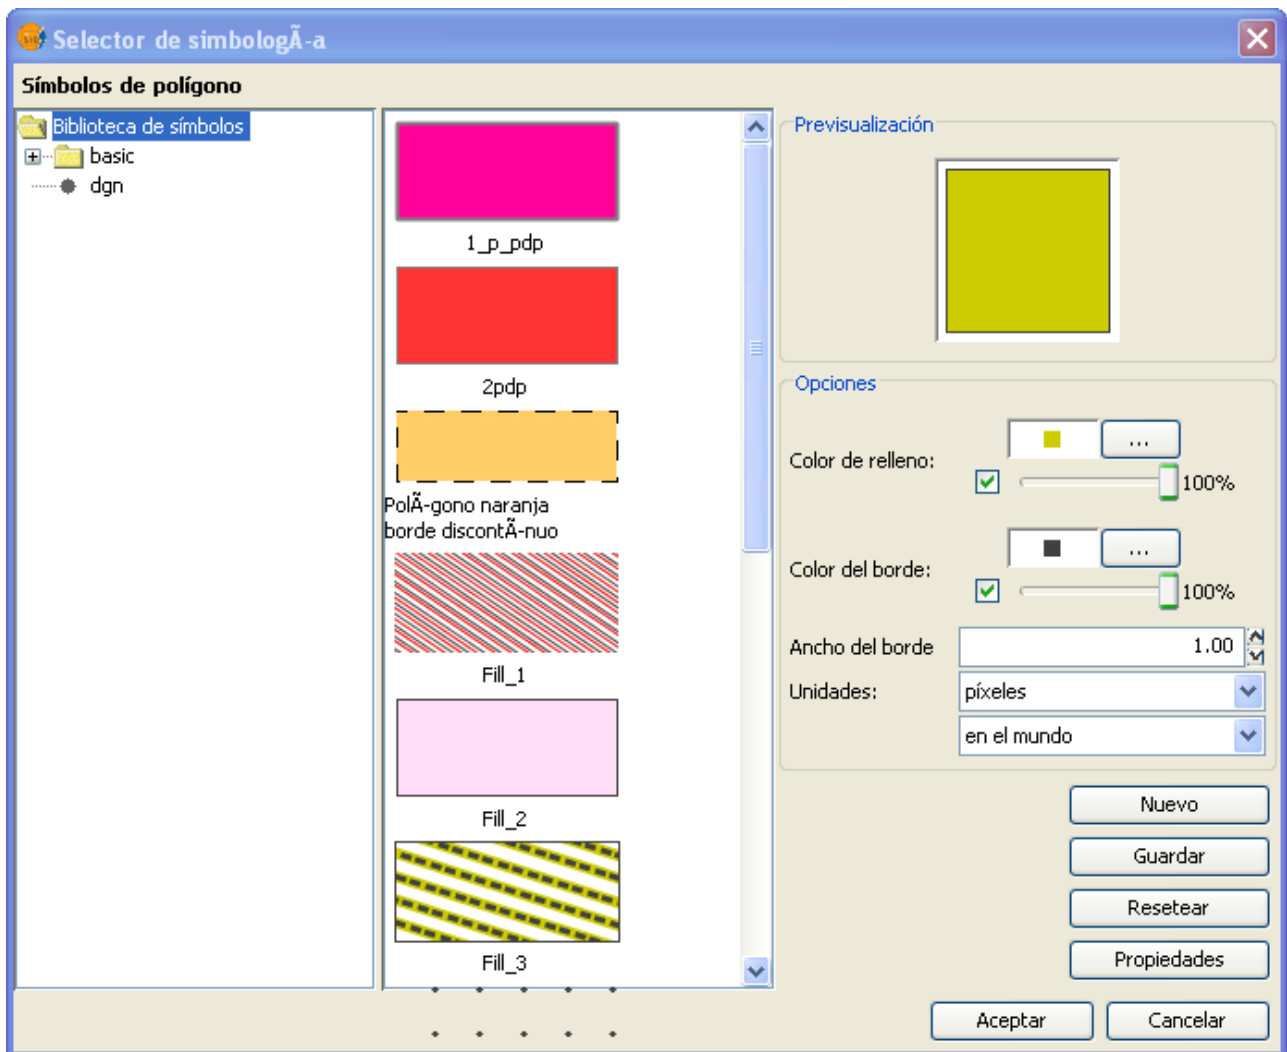 Selector de simbologÃ-a
Símbolos de polígono
Biblioteca de símbolos
basic
dgn
1_p_pdp
2pdp
PolÃ-gono naranja
borde discontÃ-nuo
Fill_1
Fill_2
Fill_3
Previsualización
Opciones
Color de relleno:
...
100%
Color del borde:
...
100%
Ancho del borde
1.00
Unidades:
píxeles
en el mundo
Nuevo
Guardar
Resetear
Propiedades
Aceptar
Cancelar